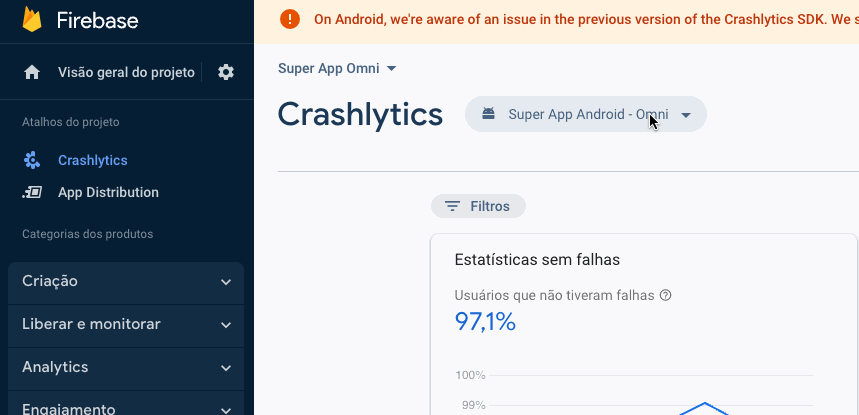 Firebase
On Android, we're aware of an issue in the previous version of the Crashlytics SDK. We s
Visão geral do projeto
Super App Omni
Crashlytics
Super App Android - Omni
Atalhos do projeto
Crashlytics
App Distribution
Categorias dos produtos
Criação
Liberar e monitorar
Analytics
Engajamento
Filtros
Estatísticas sem falhas
Usuários que não tiveram falhas
97,1%
100%
99%